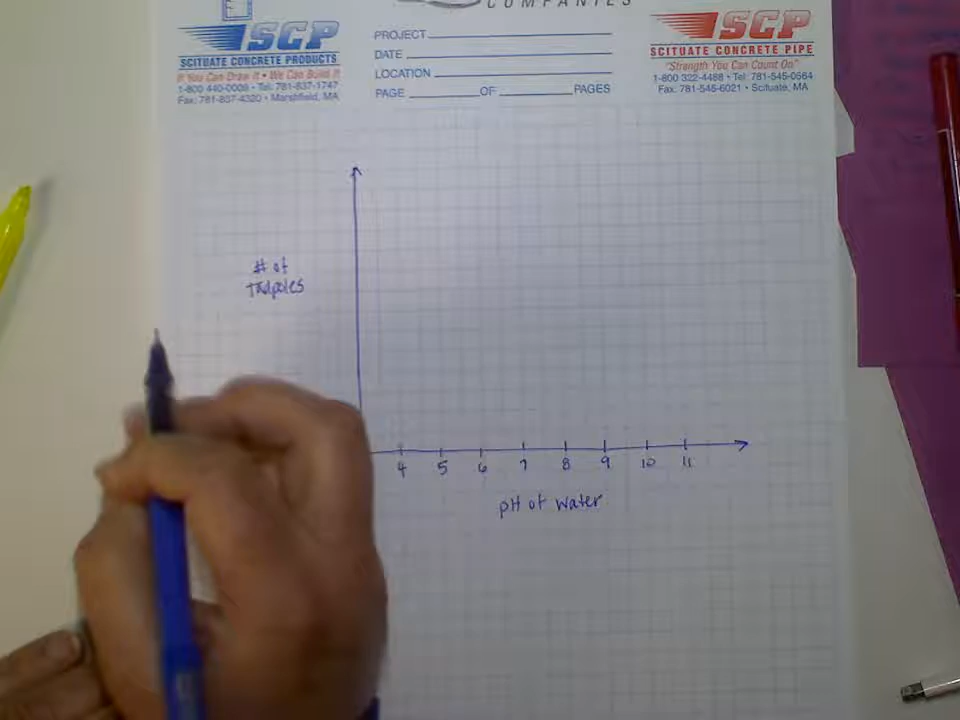 COMPANIES
SCP
SCITUATE CONCRETE PRODUCTS
If You Can Draw It • We Can Build It
1-800 440-0009 • Tel: 781-837-1747
Fax: 781-837-4320 • Marshfield, MA
PROJECT
DATE
LOCATION
PAGE OF PAGES
SCP
SCITUATE CONCRETE PIPE
"Strength You Can Count On"
1-800 322-4488 • Tel: 781-545-0564
Fax: 781-545-6021 • Scituate, MA
# of
Tadpoles
4 5 6 7 8 9 10 11
pH of water